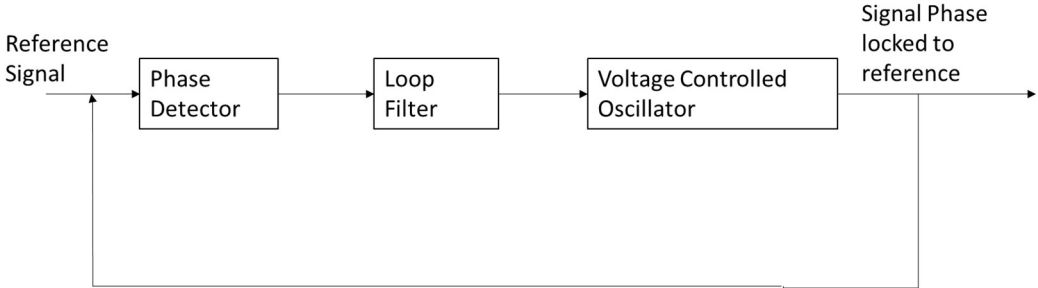 Reference
Signal
Phase
Detector
Loop
Filter
Voltage Controlled
Oscillator
Signal Phase
locked to
reference